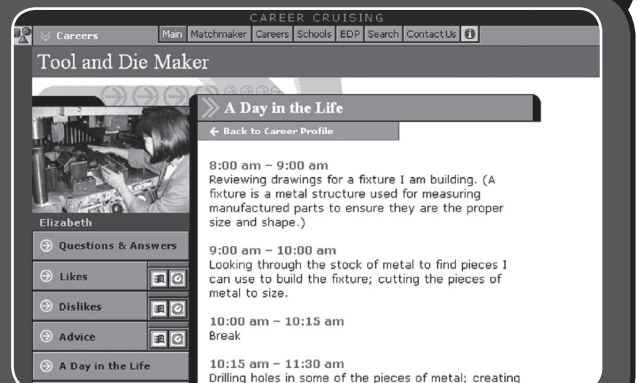 CAREER CRUISING
Careers
Main Matchmaker Careers Schools EDP Search Contact Us i
Tool and Die Maker
A Day in the Life
← Back to Career Profile
8:00 am – 9:00 am
Reviewing drawings for a fixture I am building. (A
fixture is a metal structure used for measuring
manufactured parts to ensure they are the proper
size and shape.)
9:00 am – 10:00 am
Looking through the stock of metal to find pieces I
can use to build the fixture; cutting the pieces of
metal to size.
10:00 am – 10:15 am
Break
10:15 am – 11:30 am
Drilling holes in some of the pieces of metal; creating
Elizabeth
Questions & Answers
Likes
Dislikes
Advice
A Day in the Life